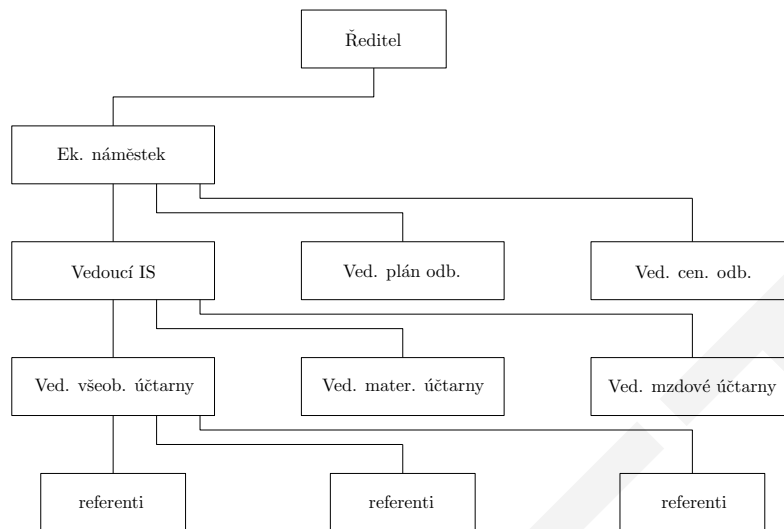 Ředitel
Ek. náměstek
Vedoucí IS
Ved. plán odb.
Ved. cen. odb.
Ved. všeob. účtarny
Ved. mater. účtarny
Ved. mzdové účtarny
referenti
referenti
referenti